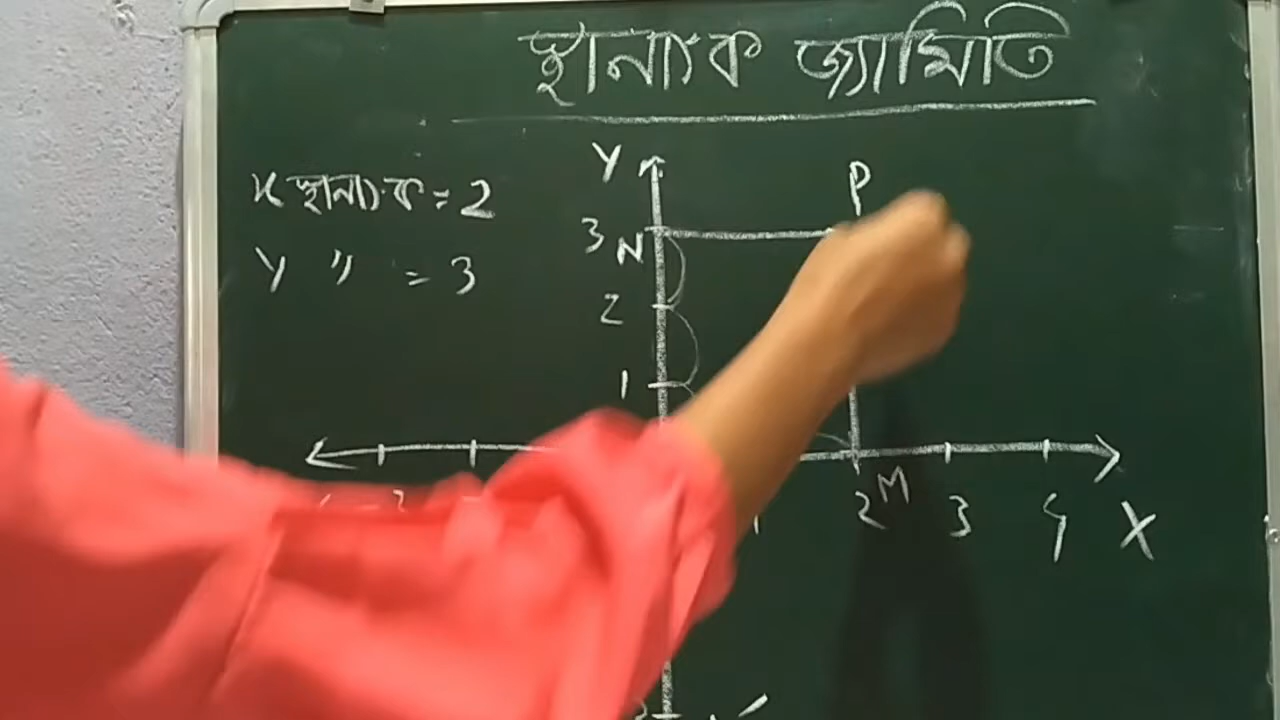 স্থানাংক জ্যামিতি
x স্থানাংক = 2
Y " = 3
Y
P
3
N
2
1
2 M 3 4 X